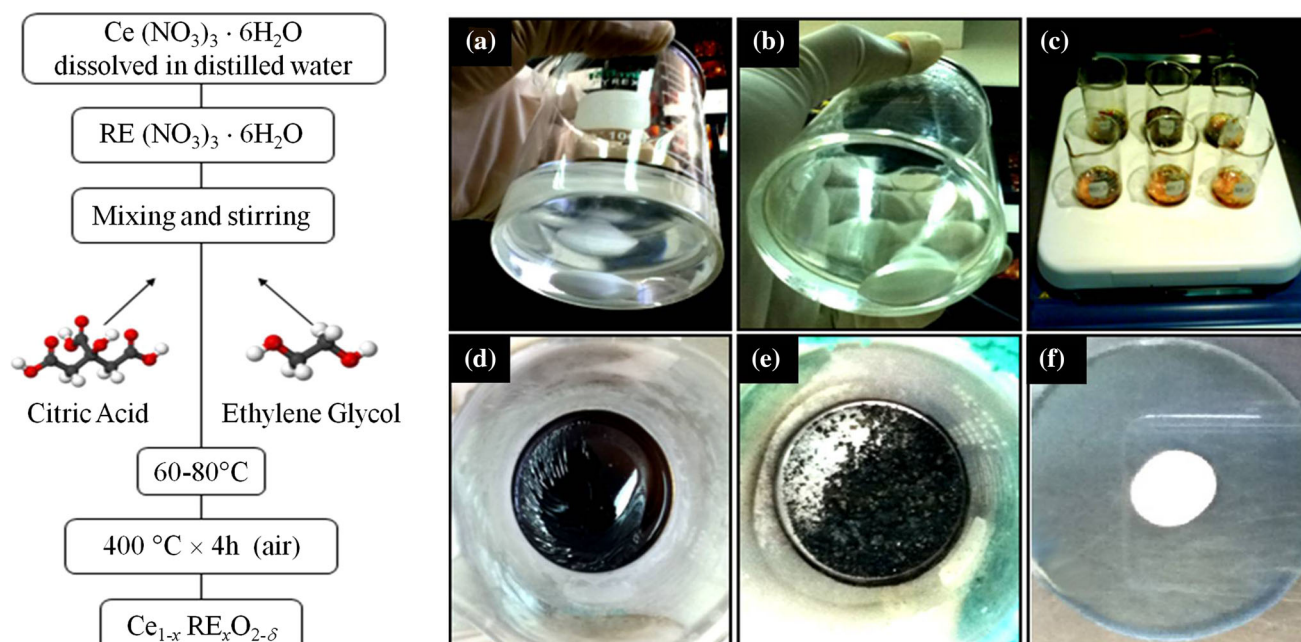 Ce (NO₃)₃ · 6H₂O
dissolved in distilled water
RE (NO₃)₃ · 6H₂O
Mixing and stirring
Citric Acid
Ethylene Glycol
60-80°C
400 °C × 4h (air)
Ce₁₋ₓ REₓO₂₋δ
(a)
(b)
(c)
(d)
(e)
(f)